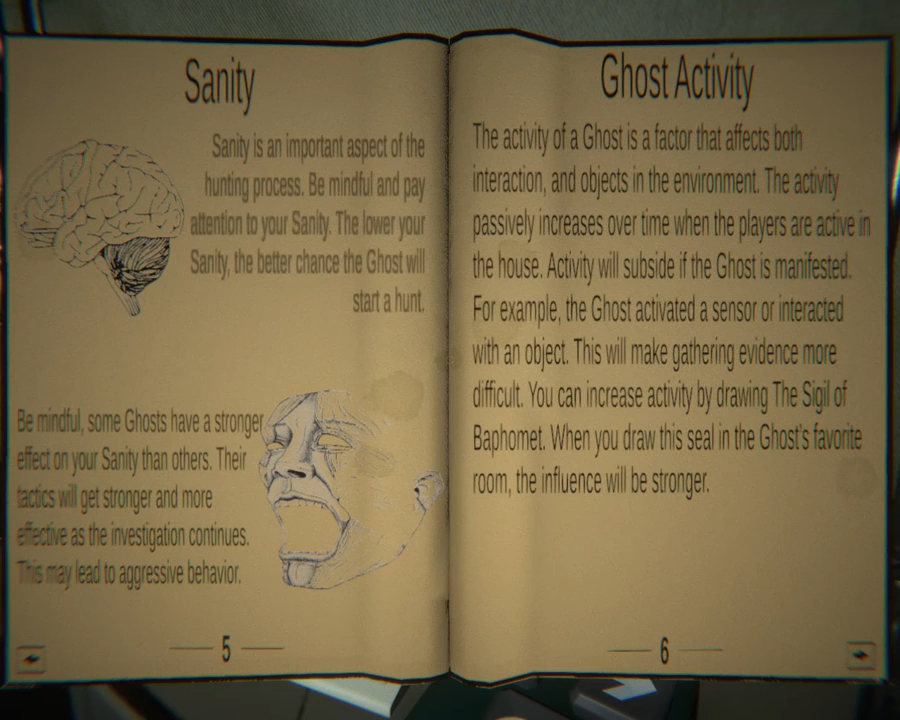 Sanity
Sanity is an important aspect of the
hunting process. Be mindful and pay
attention to your Sanity. The lower your
Sanity, the better chance the Ghost will
start a hunt.
Be mindful, some Ghosts have a stronger
effect on your Sanity than others. Their
tactics will get stronger and more
effective as the investigation continues.
This may lead to aggressive behavior.
5
Ghost Activity
The activity of a Ghost is a factor that affects both
interaction, and objects in the environment. The activity
passively increases over time when the players are active in
the house. Activity will subside if the Ghost is manifested.
For example, the Ghost activated a sensor or interacted
with an object. This will make gathering evidence more
difficult. You can increase activity by drawing The Sigil of
Baphomet. When you draw this seal in the Ghost's favorite
room, the influence will be stronger.
6